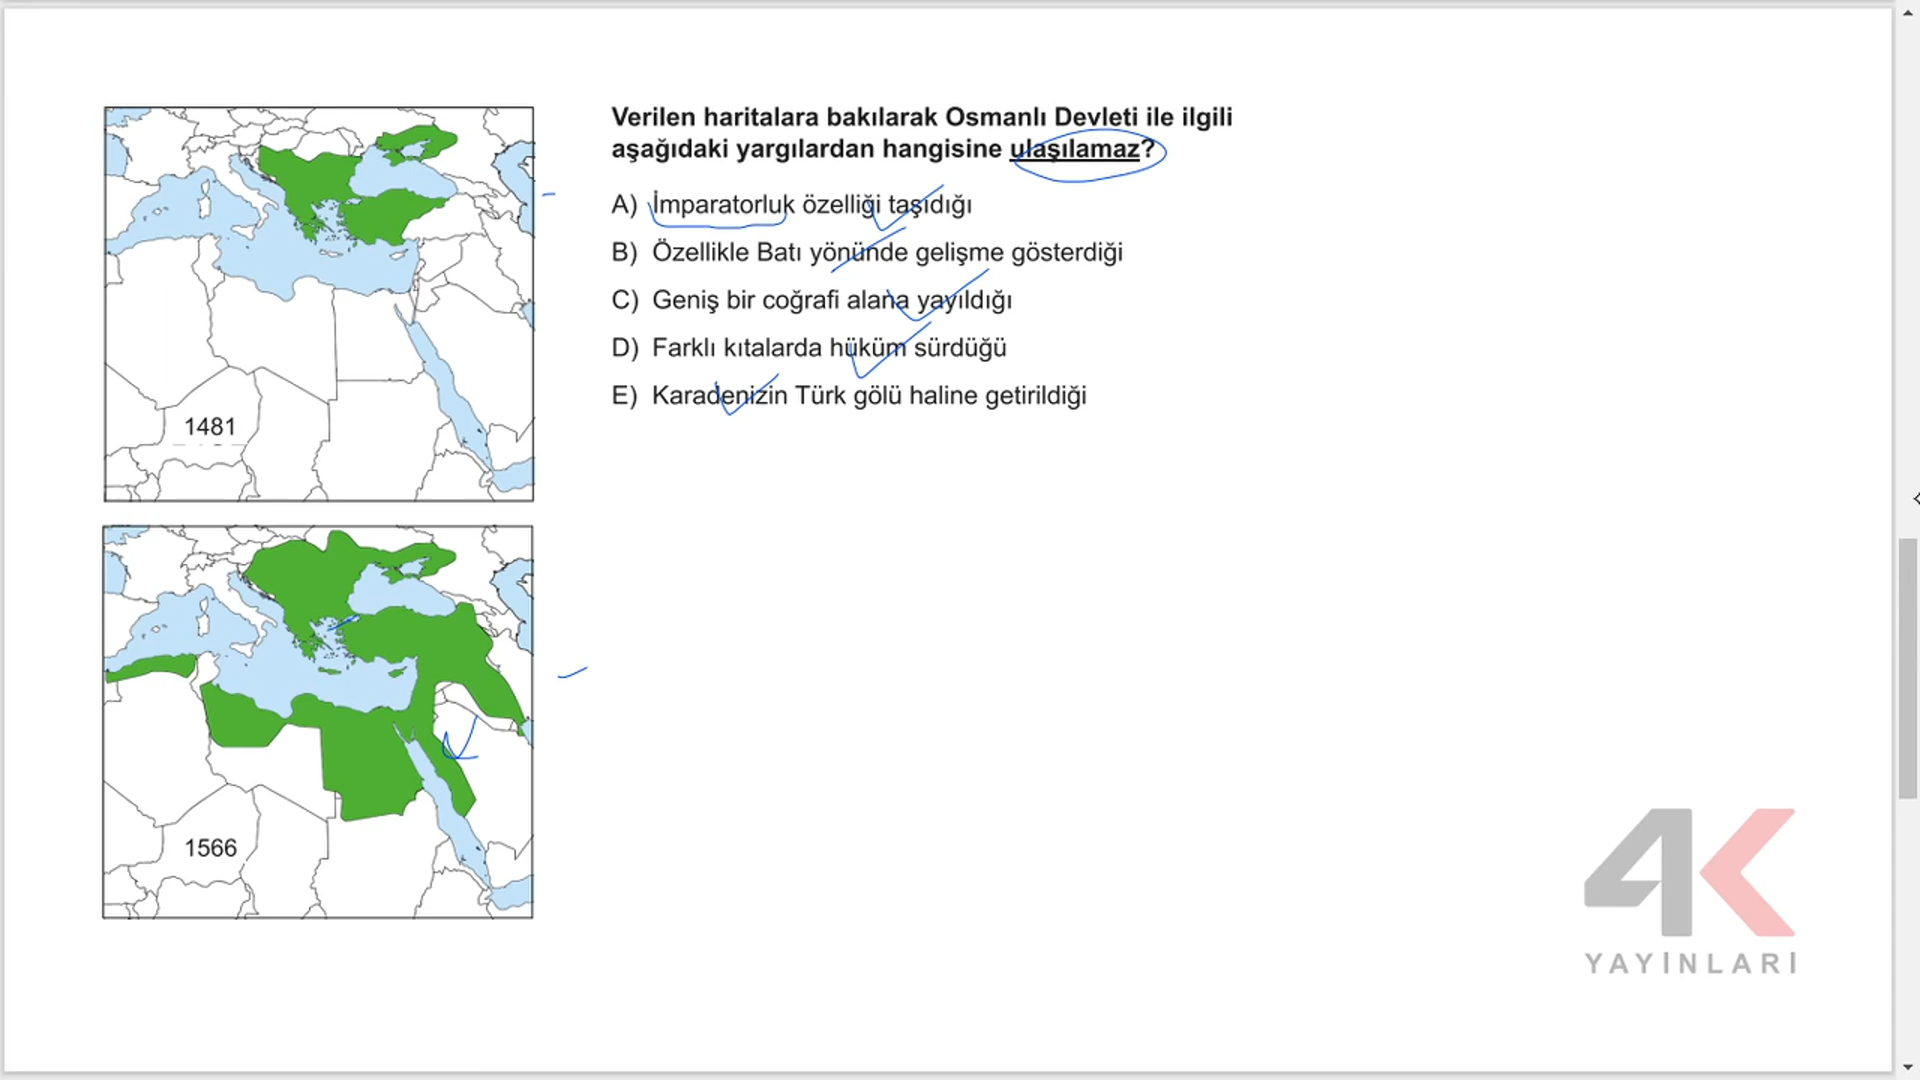 Verilen haritalara bakılarak Osmanlı Devleti ile ilgili
aşağıdaki yargılardan hangisine ulaşılamaz?
A) İmparatorluk özelliği taşıdığı
B) Özellikle Batı yönünde gelişme gösterdiği
C) Geniş bir coğrafi alana yayıldığı
D) Farklı kıtalarda hüküm sürdüğü
E) Karadenizin Türk gölü haline getirildiği
1481
1566
4K
YAYINLARI